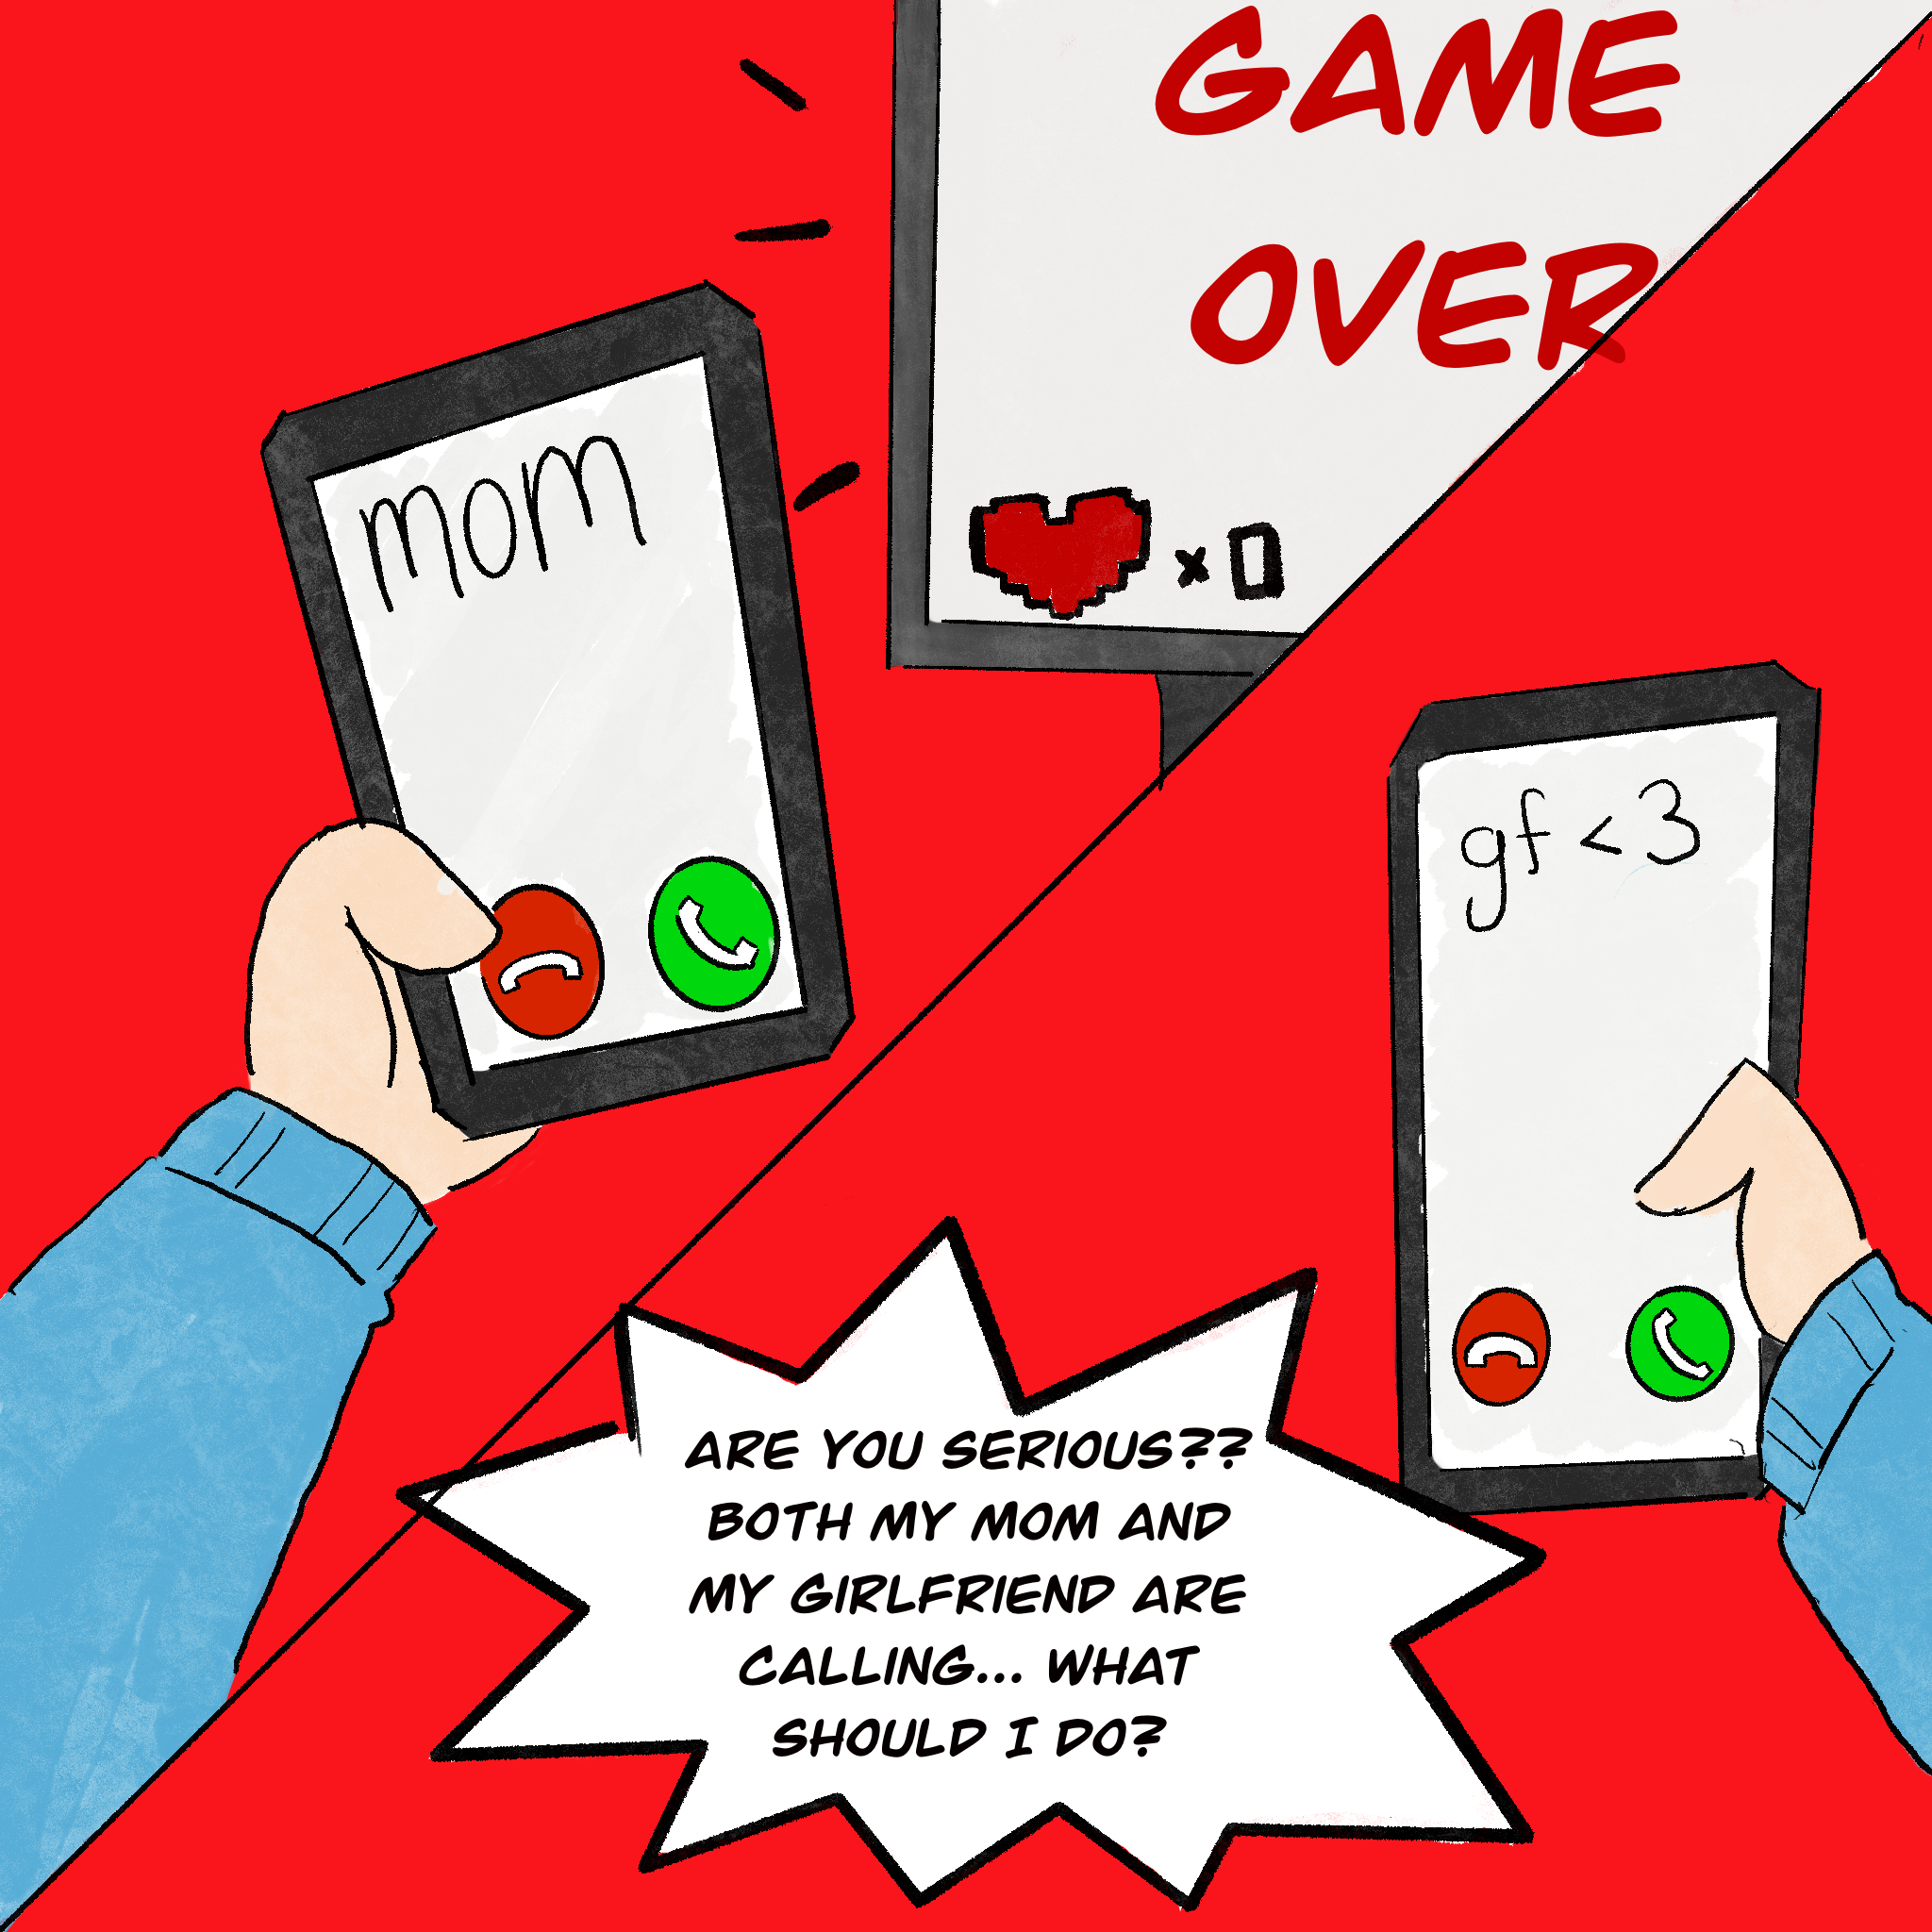 GAME
OVER
x 0
mom
gf <3
ARE YOU SERIOUS??
BOTH MY MOM AND
MY GIRLFRIEND ARE
CALLING... WHAT
SHOULD I DO?